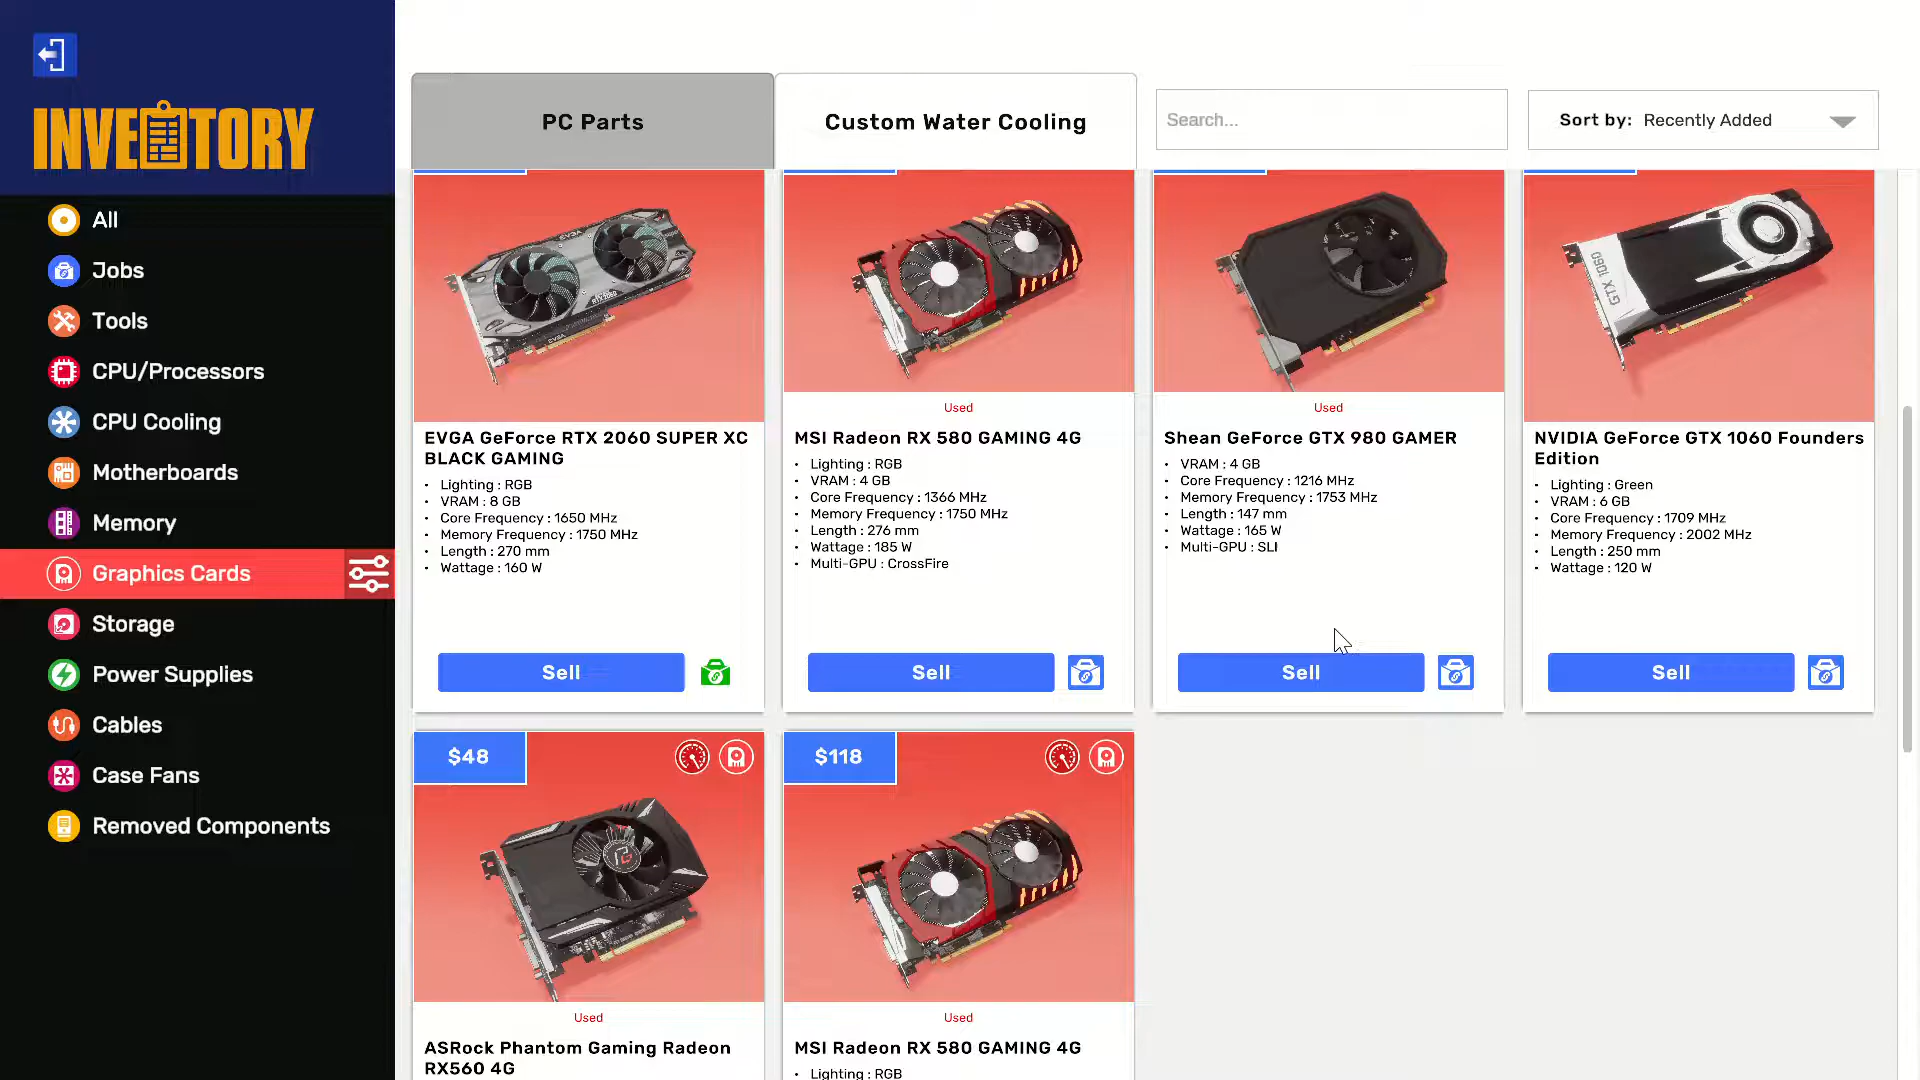 INVENTORY
PC Parts
Custom Water Cooling
Search...
Sort by: Recently Added
All
Jobs
Tools
CPU/Processors
CPU Cooling
Motherboards
Memory
Graphics Cards
Storage
Power Supplies
Cables
Case Fans
Removed Components
EVGA GeForce RTX 2060 SUPER XC
BLACK GAMING
• Lighting : RGB
• VRAM : 8 GB
• Core Frequency : 1650 MHz
• Memory Frequency : 1750 MHz
• Length : 270 mm
• Wattage : 160 W
Sell
Used
MSI Radeon RX 580 GAMING 4G
• Lighting : RGB
• VRAM : 4 GB
• Core Frequency : 1366 MHz
• Memory Frequency : 1750 MHz
• Length : 276 mm
• Wattage : 185 W
• Multi-GPU : CrossFire
Sell
Used
Shean GeForce GTX 980 GAMER
• VRAM : 4 GB
• Core Frequency : 1216 MHz
• Memory Frequency : 1753 MHz
• Length : 147 mm
• Wattage : 165 W
• Multi-GPU : SLI
Sell
GTX 1060
NVIDIA GeForce GTX 1060 Founders
Edition
• Lighting : Green
• VRAM : 6 GB
• Core Frequency : 1709 MHz
• Memory Frequency : 2002 MHz
• Length : 250 mm
• Wattage : 120 W
Sell
$48
Used
ASRock Phantom Gaming Radeon
RX560 4G
$118
Used
MSI Radeon RX 580 GAMING 4G
• Lighting : RGB